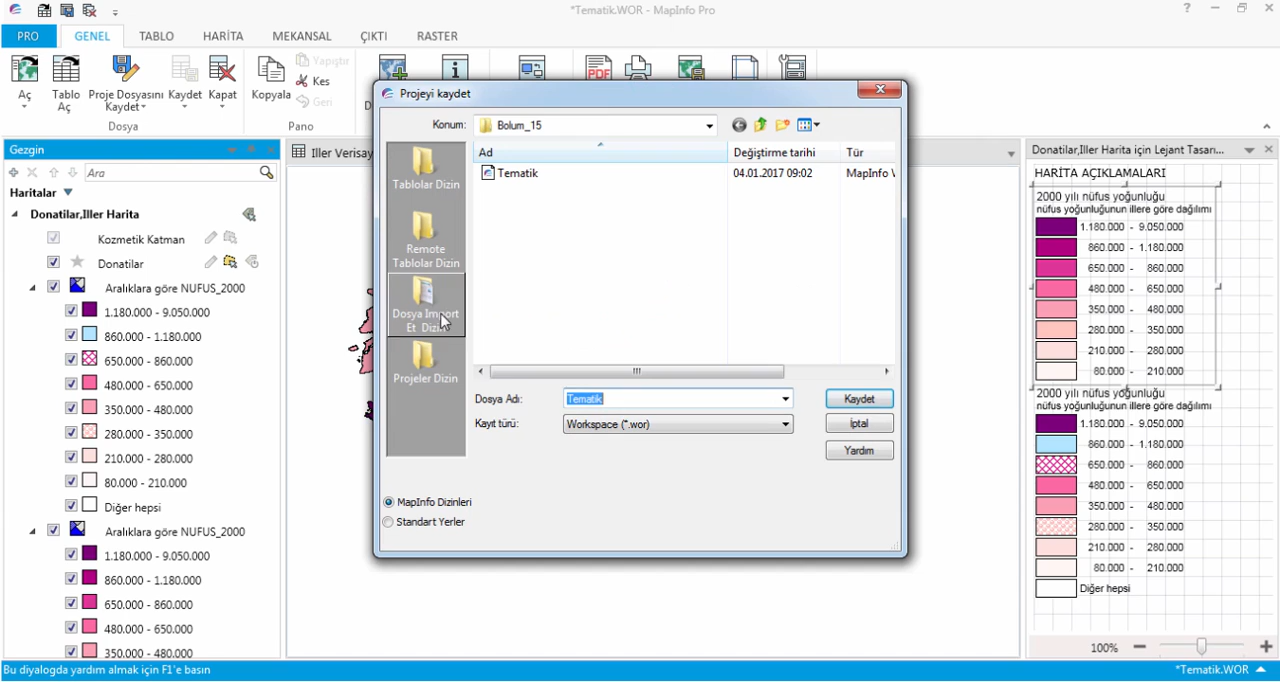 *Tematik.WOR - MapInfo Pro
PRO GENEL TABLO HARİTA MEKANSAL ÇIKTI RASTER
Aç
Tablo Aç
Proje Dosyasını Kaydet
Kaydet
Kapat
Dosya
Kopyala
Yapıştır
Kes
Geri
Pano
PDF
Gezgin
Ara
Haritalar
Donatilar,Iller Harita
Kozmetik Katman
Donatilar
Aralıklara göre NUFUS_2000
1.180.000 - 9.050.000
860.000 - 1.180.000
650.000 - 860.000
480.000 - 650.000
350.000 - 480.000
280.000 - 350.000
210.000 - 280.000
80.000 - 210.000
Diğer hepsi
Aralıklara göre NUFUS_2000
1.180.000 - 9.050.000
860.000 - 1.180.000
650.000 - 860.000
480.000 - 650.000
350.000 - 480.000
Iller Verisay
Projeyi kaydet
Konum: Bolum_15
Tablolar Dizin
Remote
Tablolar Dizin
Dosya Import
Et Dizin
Projeler Dizin
Ad Değiştirme tarihi Tür
Tematik 04.01.2017 09:02 MapInfo W
Dosya Adı: Tematik Kaydet
Kayıt türü: Workspace (*.wor) İptal
Yardım
MapInfo Dizinleri
Standart Yerler
Donatilar,Iller Harita için Lejant Tasarı...
HARİTA AÇIKLAMALARI
2000 yılı nüfus yoğunluğu
nüfus yoğunluğunun illere göre dağılımı
1.180.000 - 9.050.000
860.000 - 1.180.000
650.000 - 860.000
480.000 - 650.000
350.000 - 480.000
280.000 - 350.000
210.000 - 280.000
80.000 - 210.000
2000 yılı nüfus yoğunluğu
nüfus yoğunluğunun illere göre dağılımı
1.180.000 - 9.050.000
860.000 - 1.180.000
650.000 - 860.000
480.000 - 650.000
350.000 - 480.000
280.000 - 350.000
210.000 - 280.000
80.000 - 210.000
Diğer hepsi
100%
Bu diyalogda yardım almak için F1'e basın
*Tematik.WOR